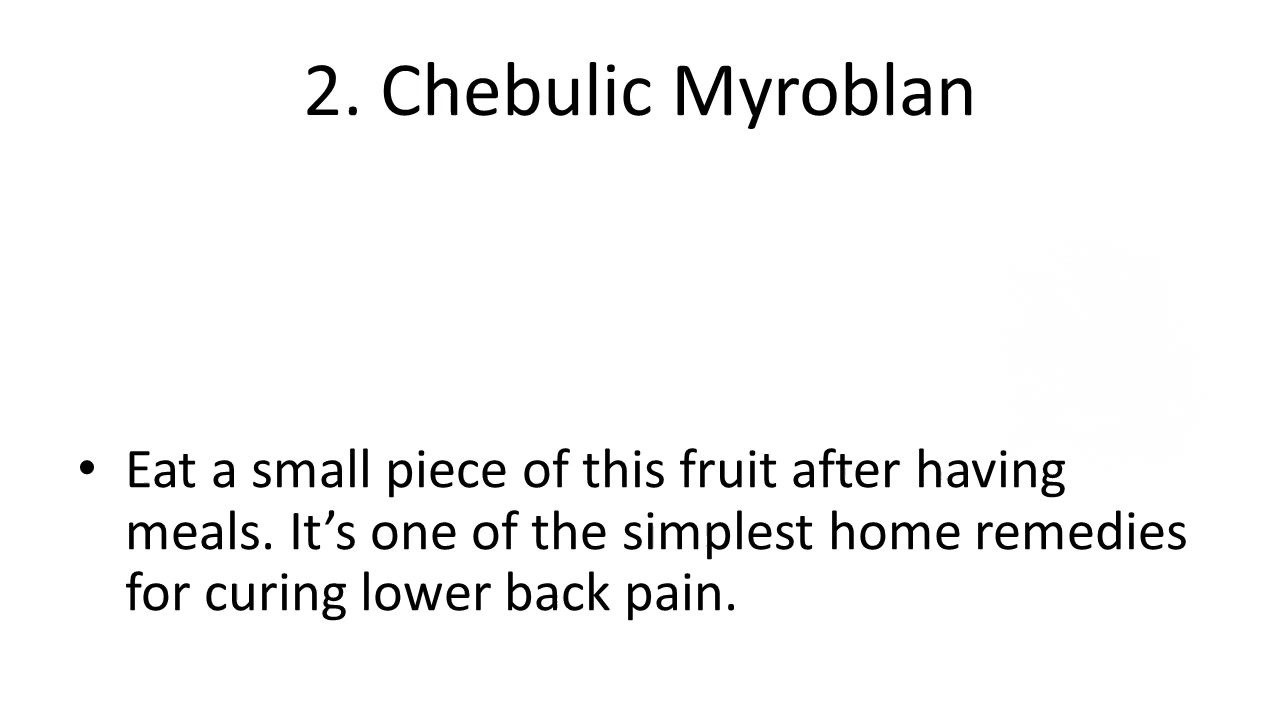 2. Chebulic Myroblan
• Eat a small piece of this fruit after having
meals. It’s one of the simplest home remedies
for curing lower back pain.